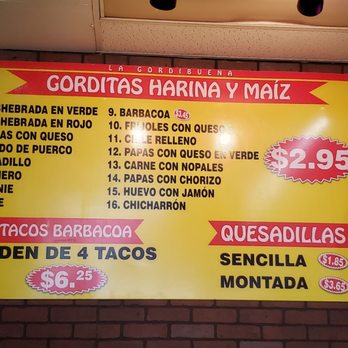 LA GORDIBUENA
GORDITAS HARINA Y MAÍZ
HEBRADA EN VERDE
HEBRADA EN ROJO
AS CON QUESO
DO DE PUERCO
ADILLO
NERO
NIE
E
9. BARBACOA
10. FRIJOLES CON QUESO
11. CHILE RELLENO
12. PAPAS CON QUESO EN VERDE
13. CARNE CON NOPALES
14. PAPAS CON CHORIZO
15. HUEVO CON JAMÓN
16. CHICHARRÓN
$2.95
TACOS BARBACOA
DEN DE 4 TACOS
$6.25
QUESADILLAS
SENCILLA $1.85
MONTADA $3.65